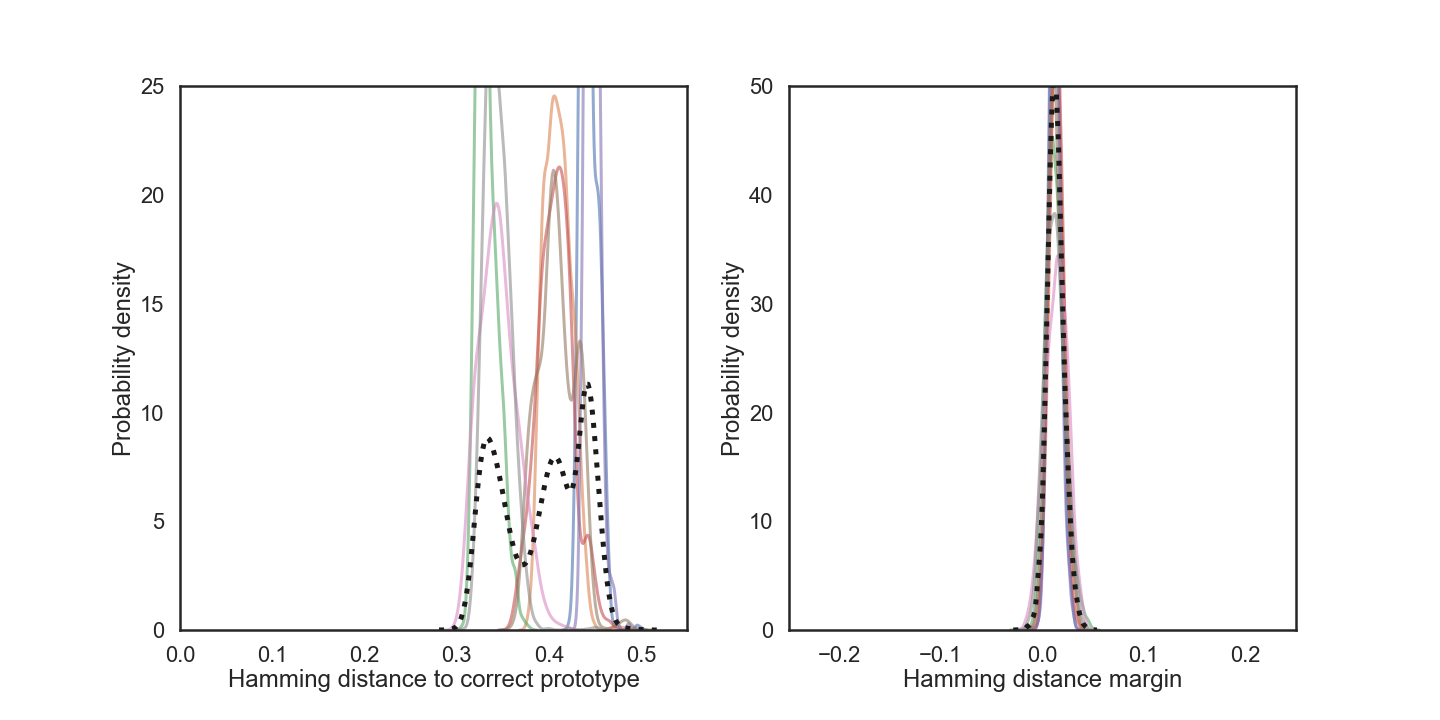 25
20
15
10
5
0
Probability density
0.0 0.1 0.2 0.3 0.4 0.5
Hamming distance to correct prototype
50
40
30
20
10
0
Probability density
−0.2 −0.1 0.0 0.1 0.2
Hamming distance margin